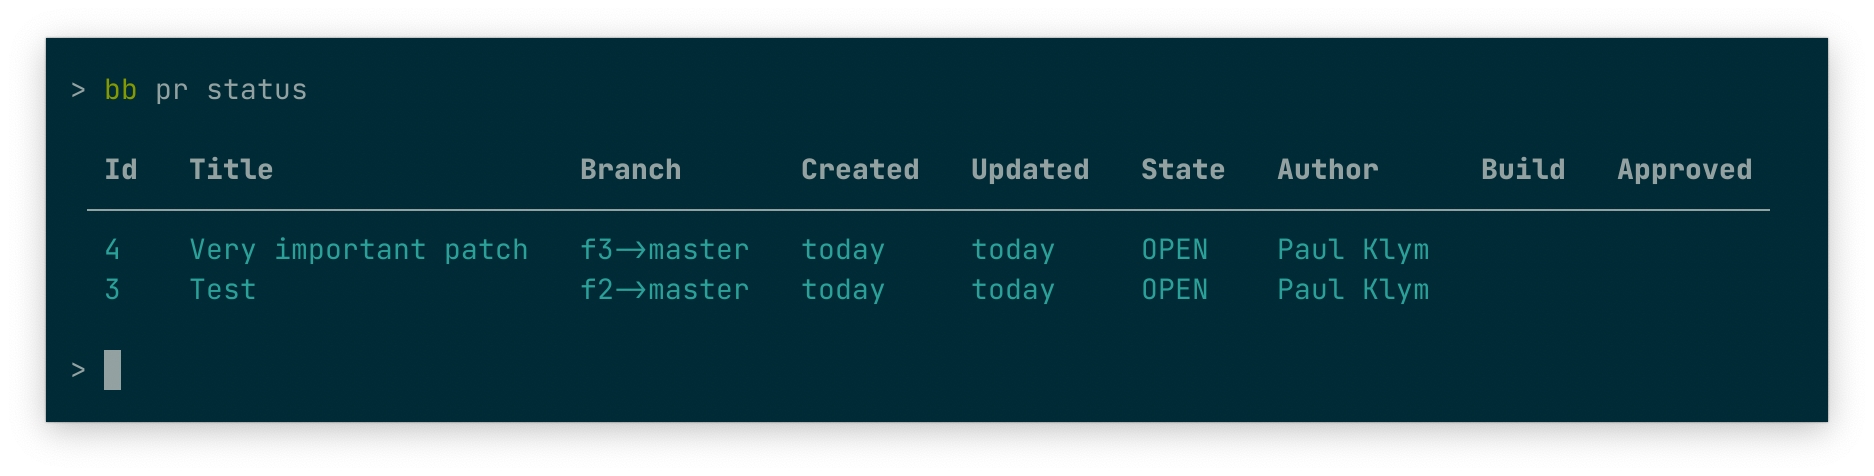 > bb pr status
Id Title Branch Created Updated State Author Build Approved
4 Very important patch f3->master today today OPEN Paul Klym
3 Test f2->master today today OPEN Paul Klym
>